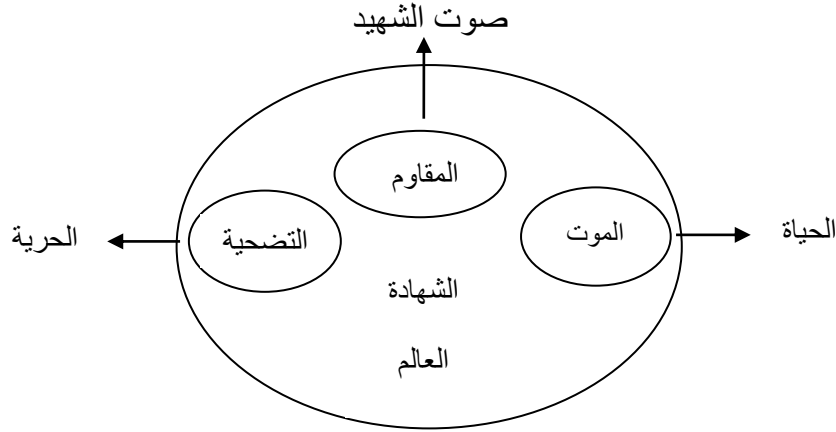 صوت الشهيد
المقاوم
الحياة
الموت
التضحية
الحرية
الشهادة
العالم